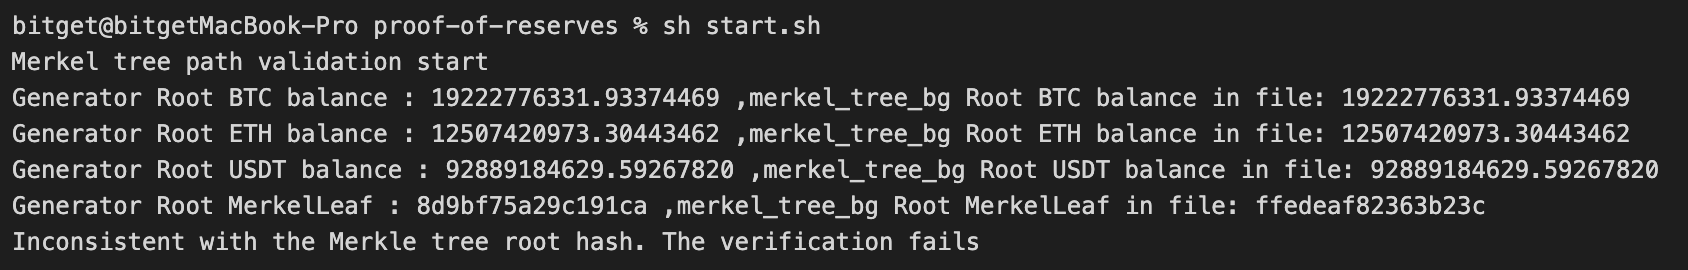 bitget@bitgetMacBook-Pro proof-of-reserves % sh start.sh
Merkel tree path validation start
Generator Root BTC balance : 19222776331.93374469 ,merkel_tree_bg Root BTC balance in file: 19222776331.93374469
Generator Root ETH balance : 12507420973.30443462 ,merkel_tree_bg Root ETH balance in file: 12507420973.30443462
Generator Root USDT balance : 92889184629.59267820 ,merkel_tree_bg Root USDT balance in file: 92889184629.59267820
Generator Root MerkelLeaf : 8d9bf75a29c191ca ,merkel_tree_bg Root MerkelLeaf in file: ffedeaf82363b23c
Inconsistent with the Merkle tree root hash. The verification fails